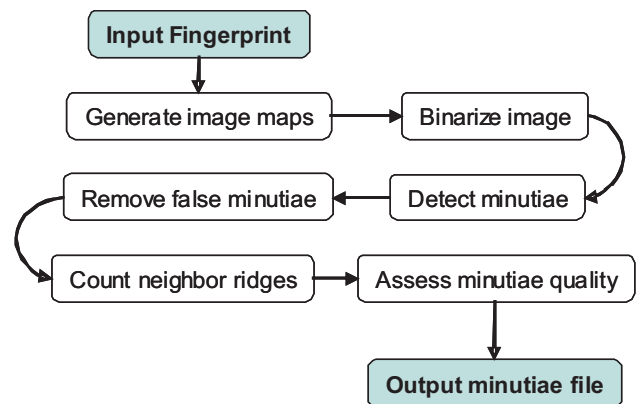 Input Fingerprint
Generate image maps
Binarize image
Detect minutiae
Remove false minutiae
Count neighbor ridges
Assess minutiae quality
Output minutiae file